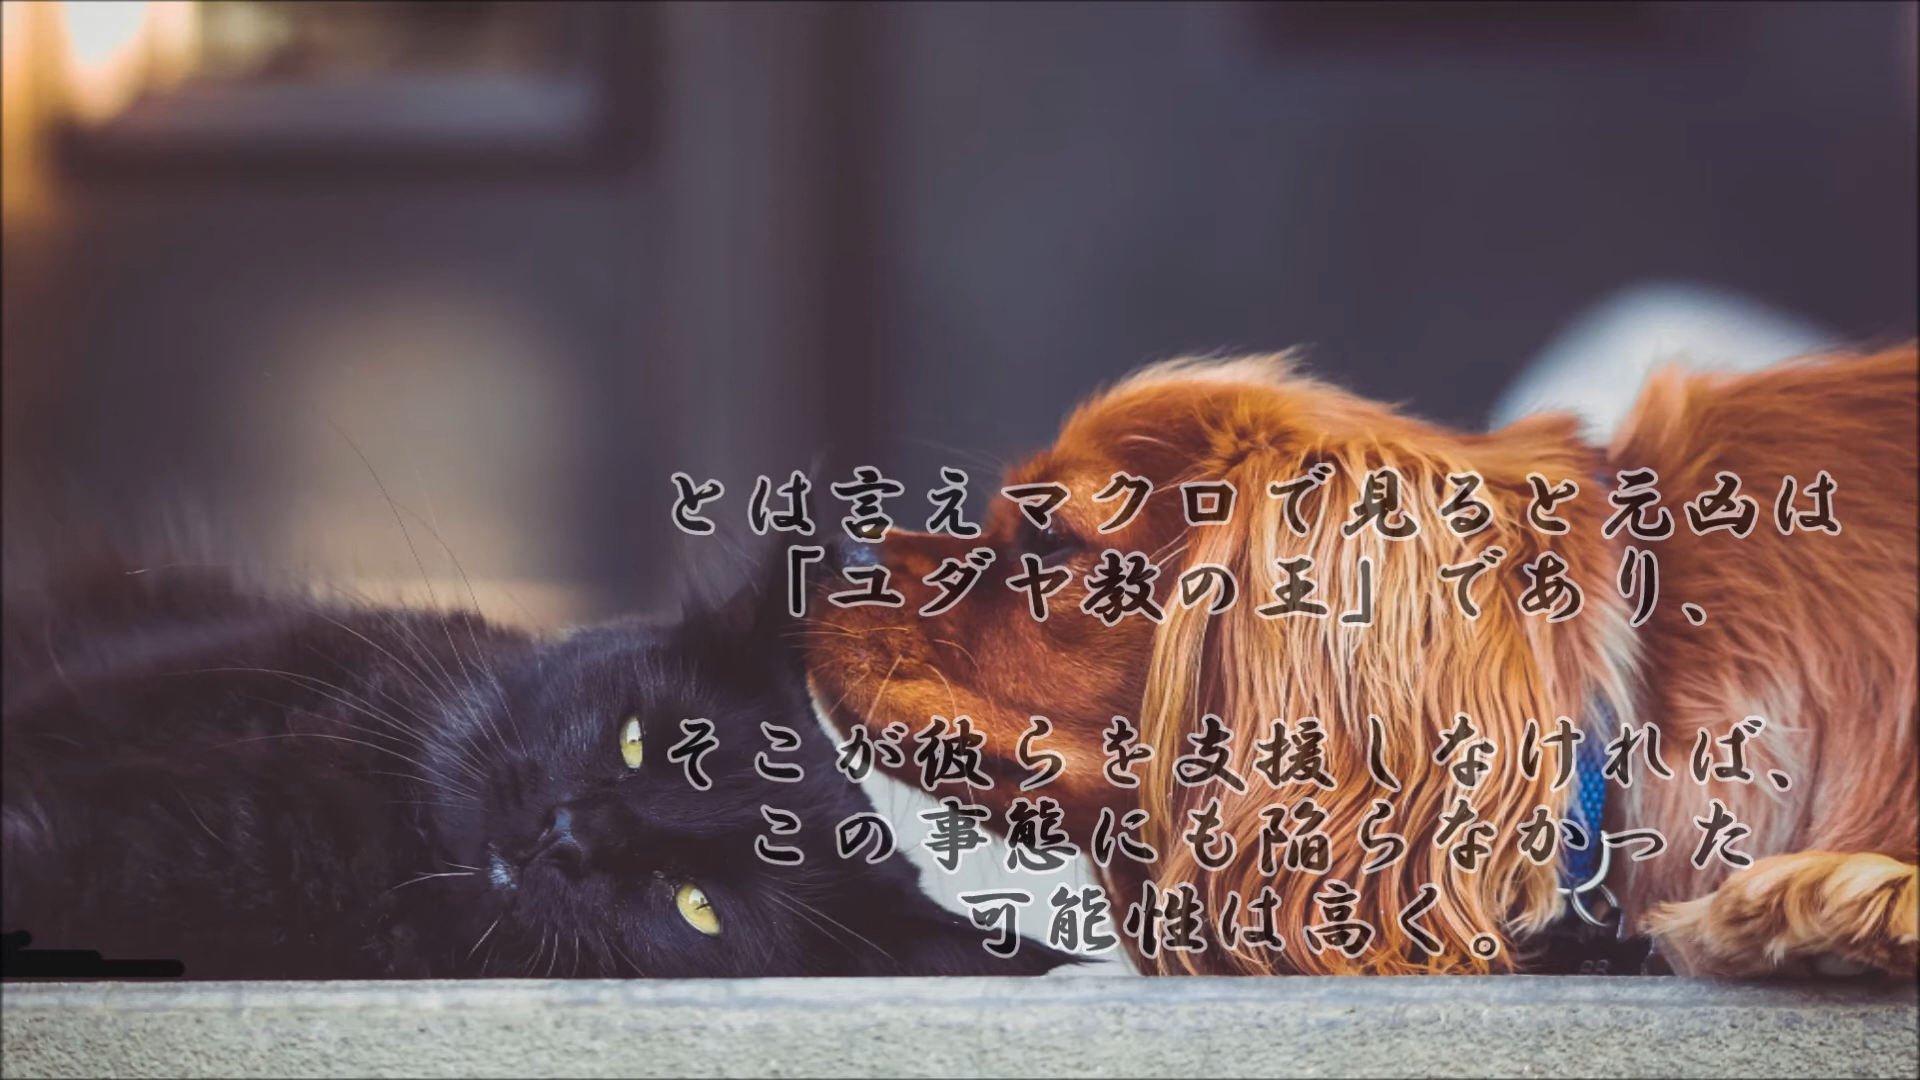 とは言えマクロで見ると元凶は
「ユダヤ教の王」であり、
そこが彼らを支援しなければ、
この事態にも陥らなかった
可能性は高く。